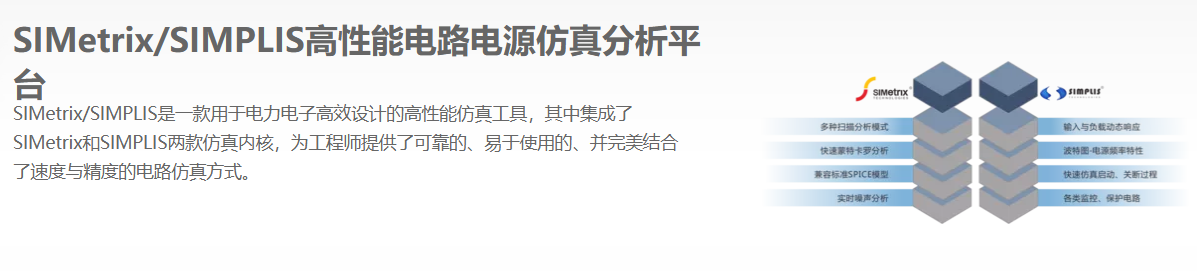 SIMetrix/SIMPLIS高性能电路电源仿真分析平
台
SIMetrix/SIMPLIS是一款用于电力电子高效设计的高性能仿真工具，其中集成了
SIMetrix和SIMPLIS两款仿真内核，为工程师提供了可靠的、易于使用的、并完美结合
了速度与精度的电路仿真方式。
SIMetrix
TECHNOLOGIES
多种扫描分析模式
快速蒙特卡罗分析
兼容标准SPICE模型
实时噪声分析
SIMPLIS
输入与负载动态响应
波特图-电源频率特性
快速仿真启动、关断过程
各类监控、保护电路